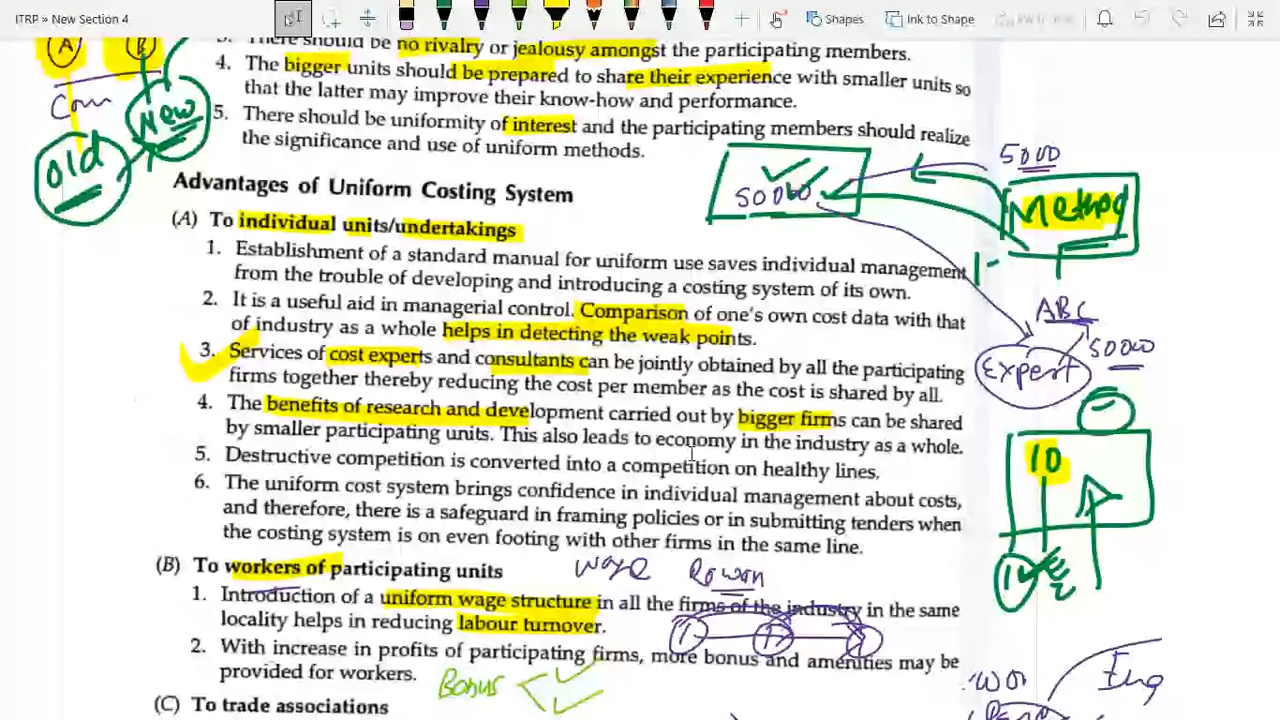 ITRP » New Section 4
Shapes
Ink to Shape
Ink to Math
A
Com
New
Old
3. There should be no rivalry or jealousy amongst the participating members.
4. The bigger units should be prepared to share their experience with smaller units so
that the latter may improve their know-how and performance.
5. There should be uniformity of interest and the participating members should realize
the significance and use of uniform methods.
5000
50000
Method
Advantages of Uniform Costing System
(A) To individual units/undertakings
1. Establishment of a standard manual for uniform use saves individual management
from the trouble of developing and introducing a costing system of its own.
2. It is a useful aid in managerial control. Comparison of one's own cost data with that
of industry as a whole helps in detecting the weak points.
ABC
Expert
50000
3. Services of cost experts and consultants can be jointly obtained by all the participating
firms together thereby reducing the cost per member as the cost is shared by all.
4. The benefits of research and development carried out by bigger firms can be shared
by smaller participating units. This also leads to economy in the industry as a whole.
10
5. Destructive competition is converted into a competition on healthy lines.
6. The uniform cost system brings confidence in individual management about costs,
and therefore, there is a safeguard in framing policies or in submitting tenders when
the costing system is on even footing with other firms in the same line.
(B) To workers of participating units
Wage Rowan
1. Introduction of a uniform wage structure in all the firms of the industry in the same
locality helps in reducing labour turnover.
2. With increase in profits of participating firms, more bonus and amenities may be
provided for workers.
Bonus
(C) To trade associations